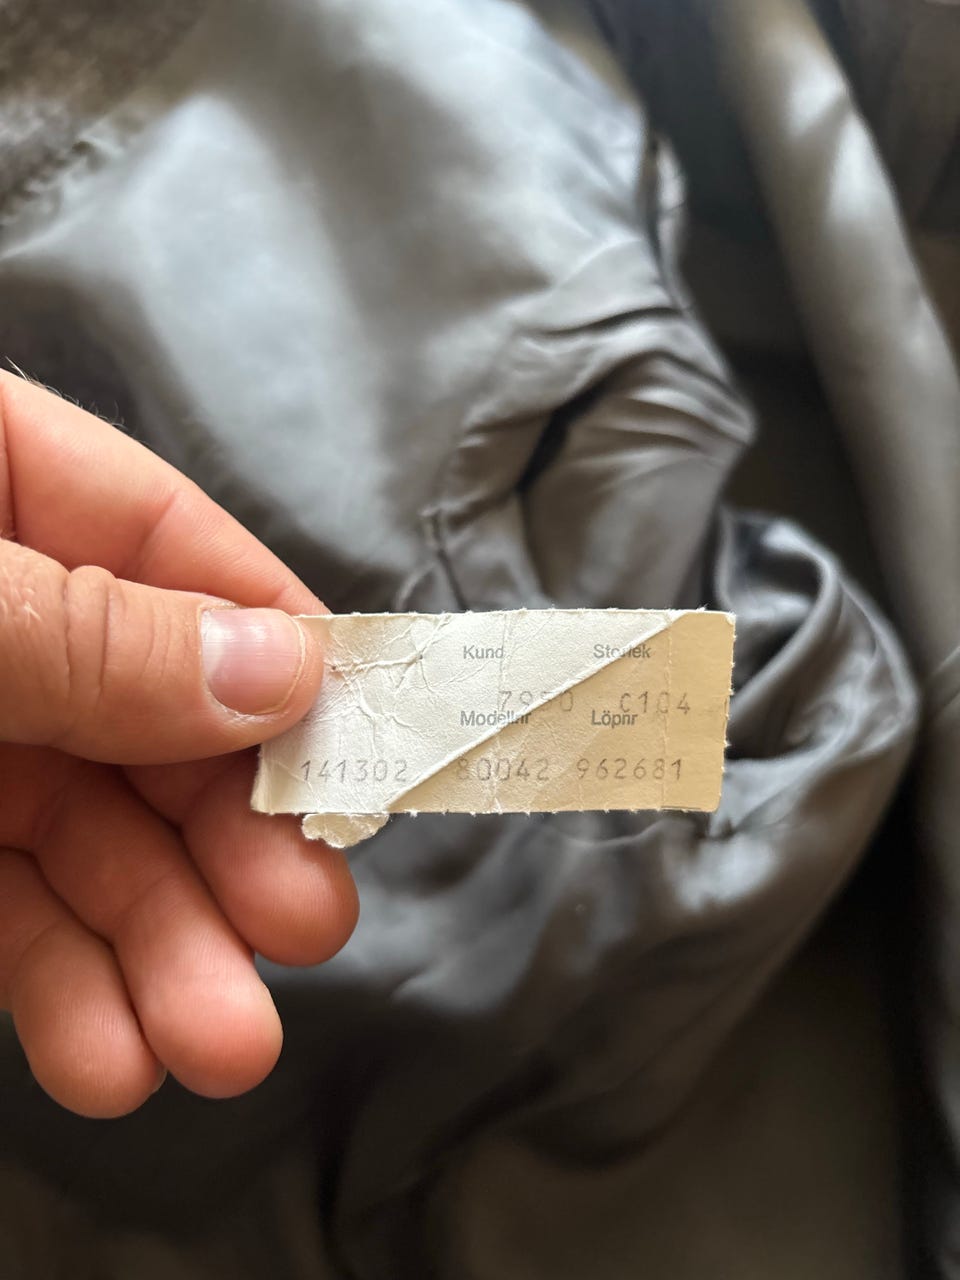 Kund Storlek
7950 C104
Modellnr Löpnr
141302 80042 962681